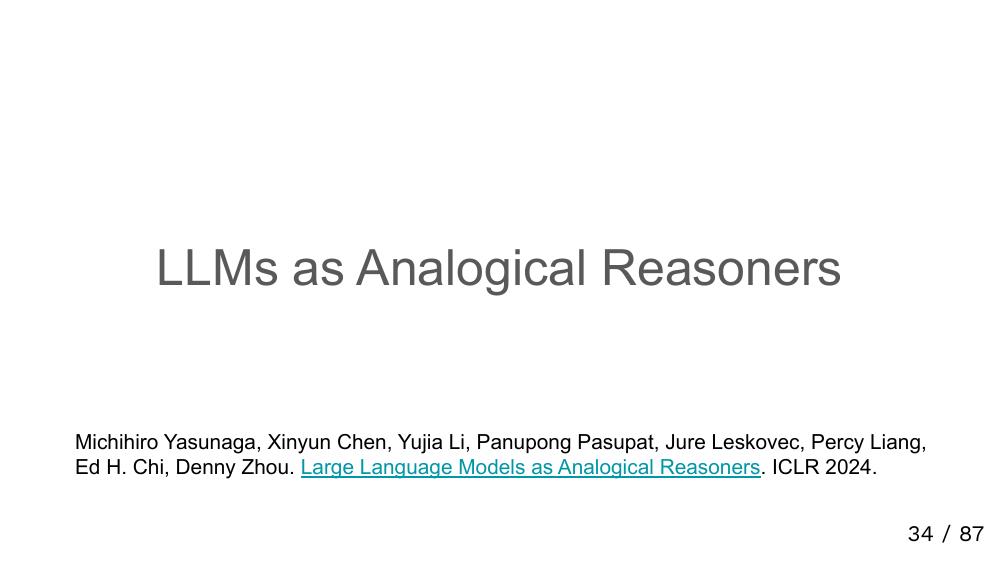 LLMs as Analogical Reasoners
Michihiro Yasunaga, Xinyun Chen, Yujia Li, Panupong Pasupat, Jure Leskovec, Percy Liang,
Ed H. Chi, Denny Zhou. Large Language Models as Analogical Reasoners. ICLR 2024.
34 / 87